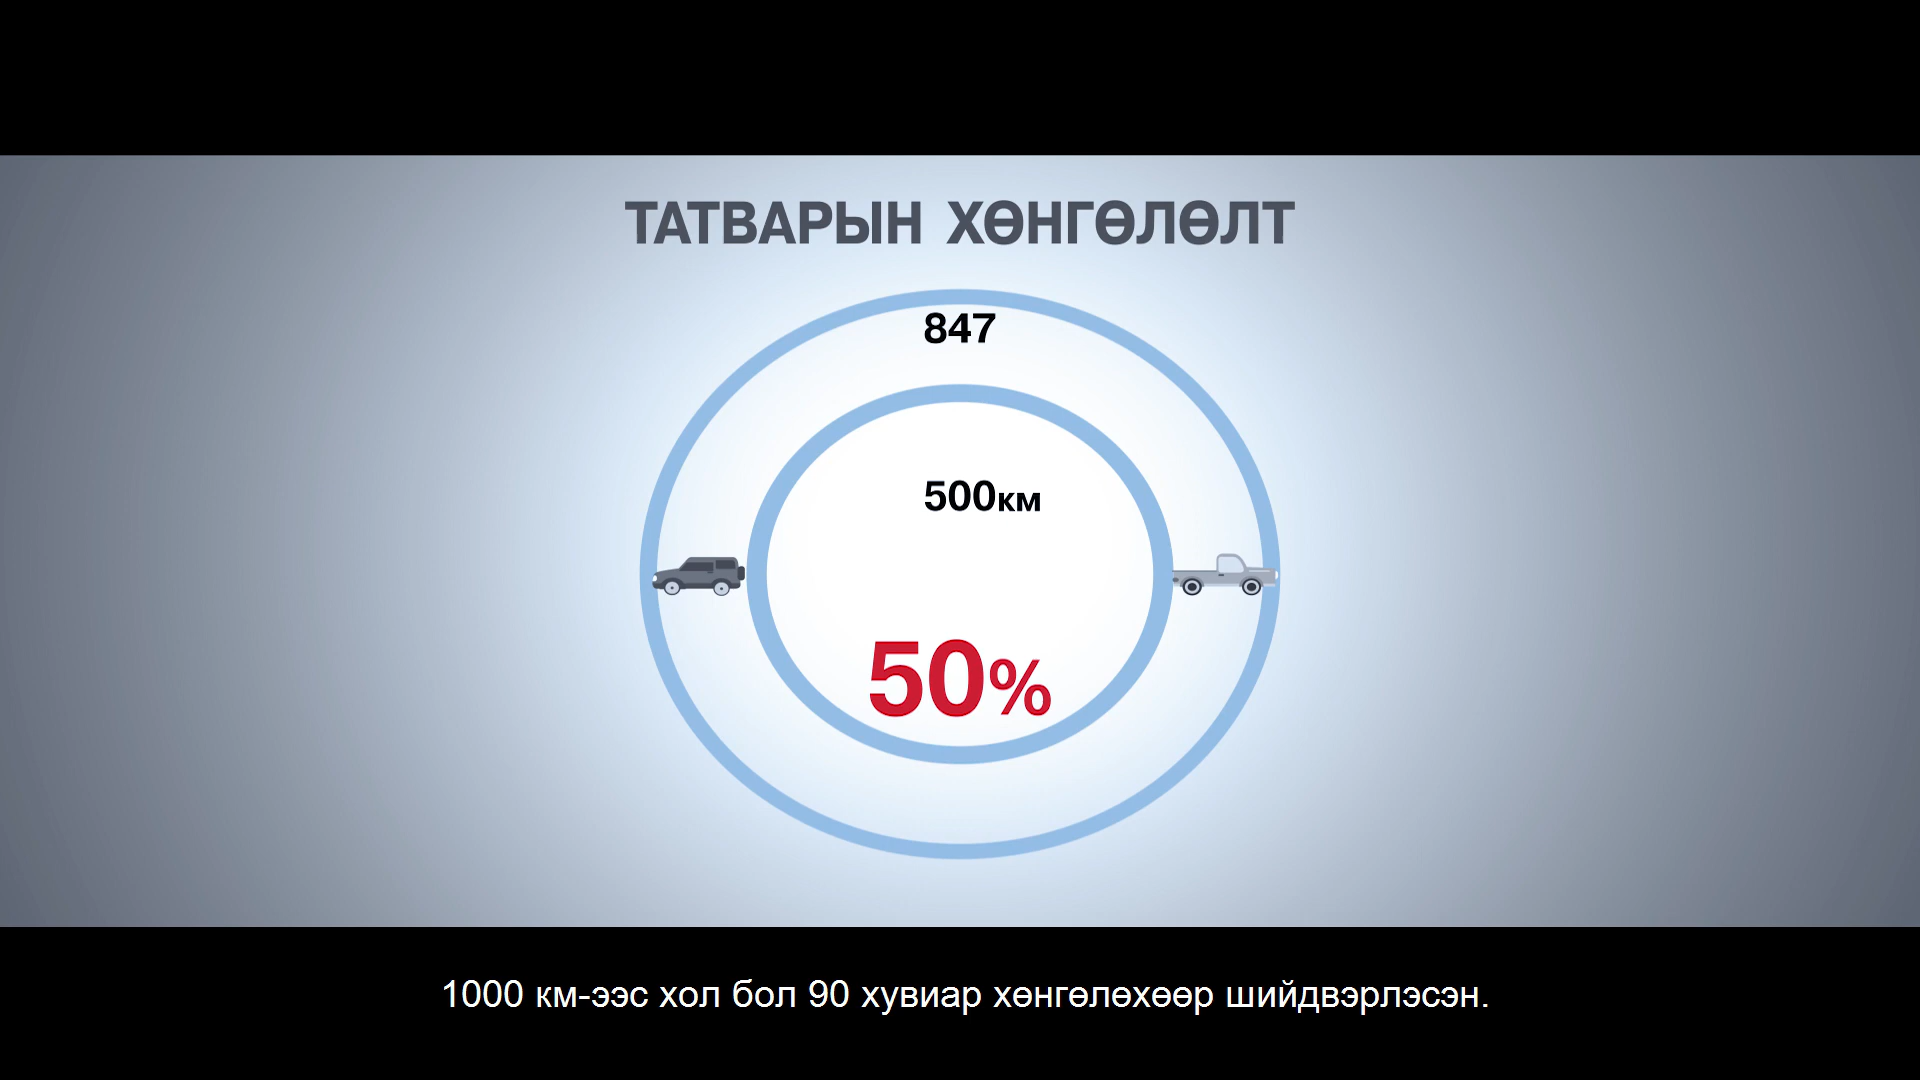 ТАТВАРЫН ХӨНГӨЛӨЛТ
847
500км
50%
1000 км-ээс хол бол 90 хувиар хөнгөлөхөөр шийдвэрлэсэн.